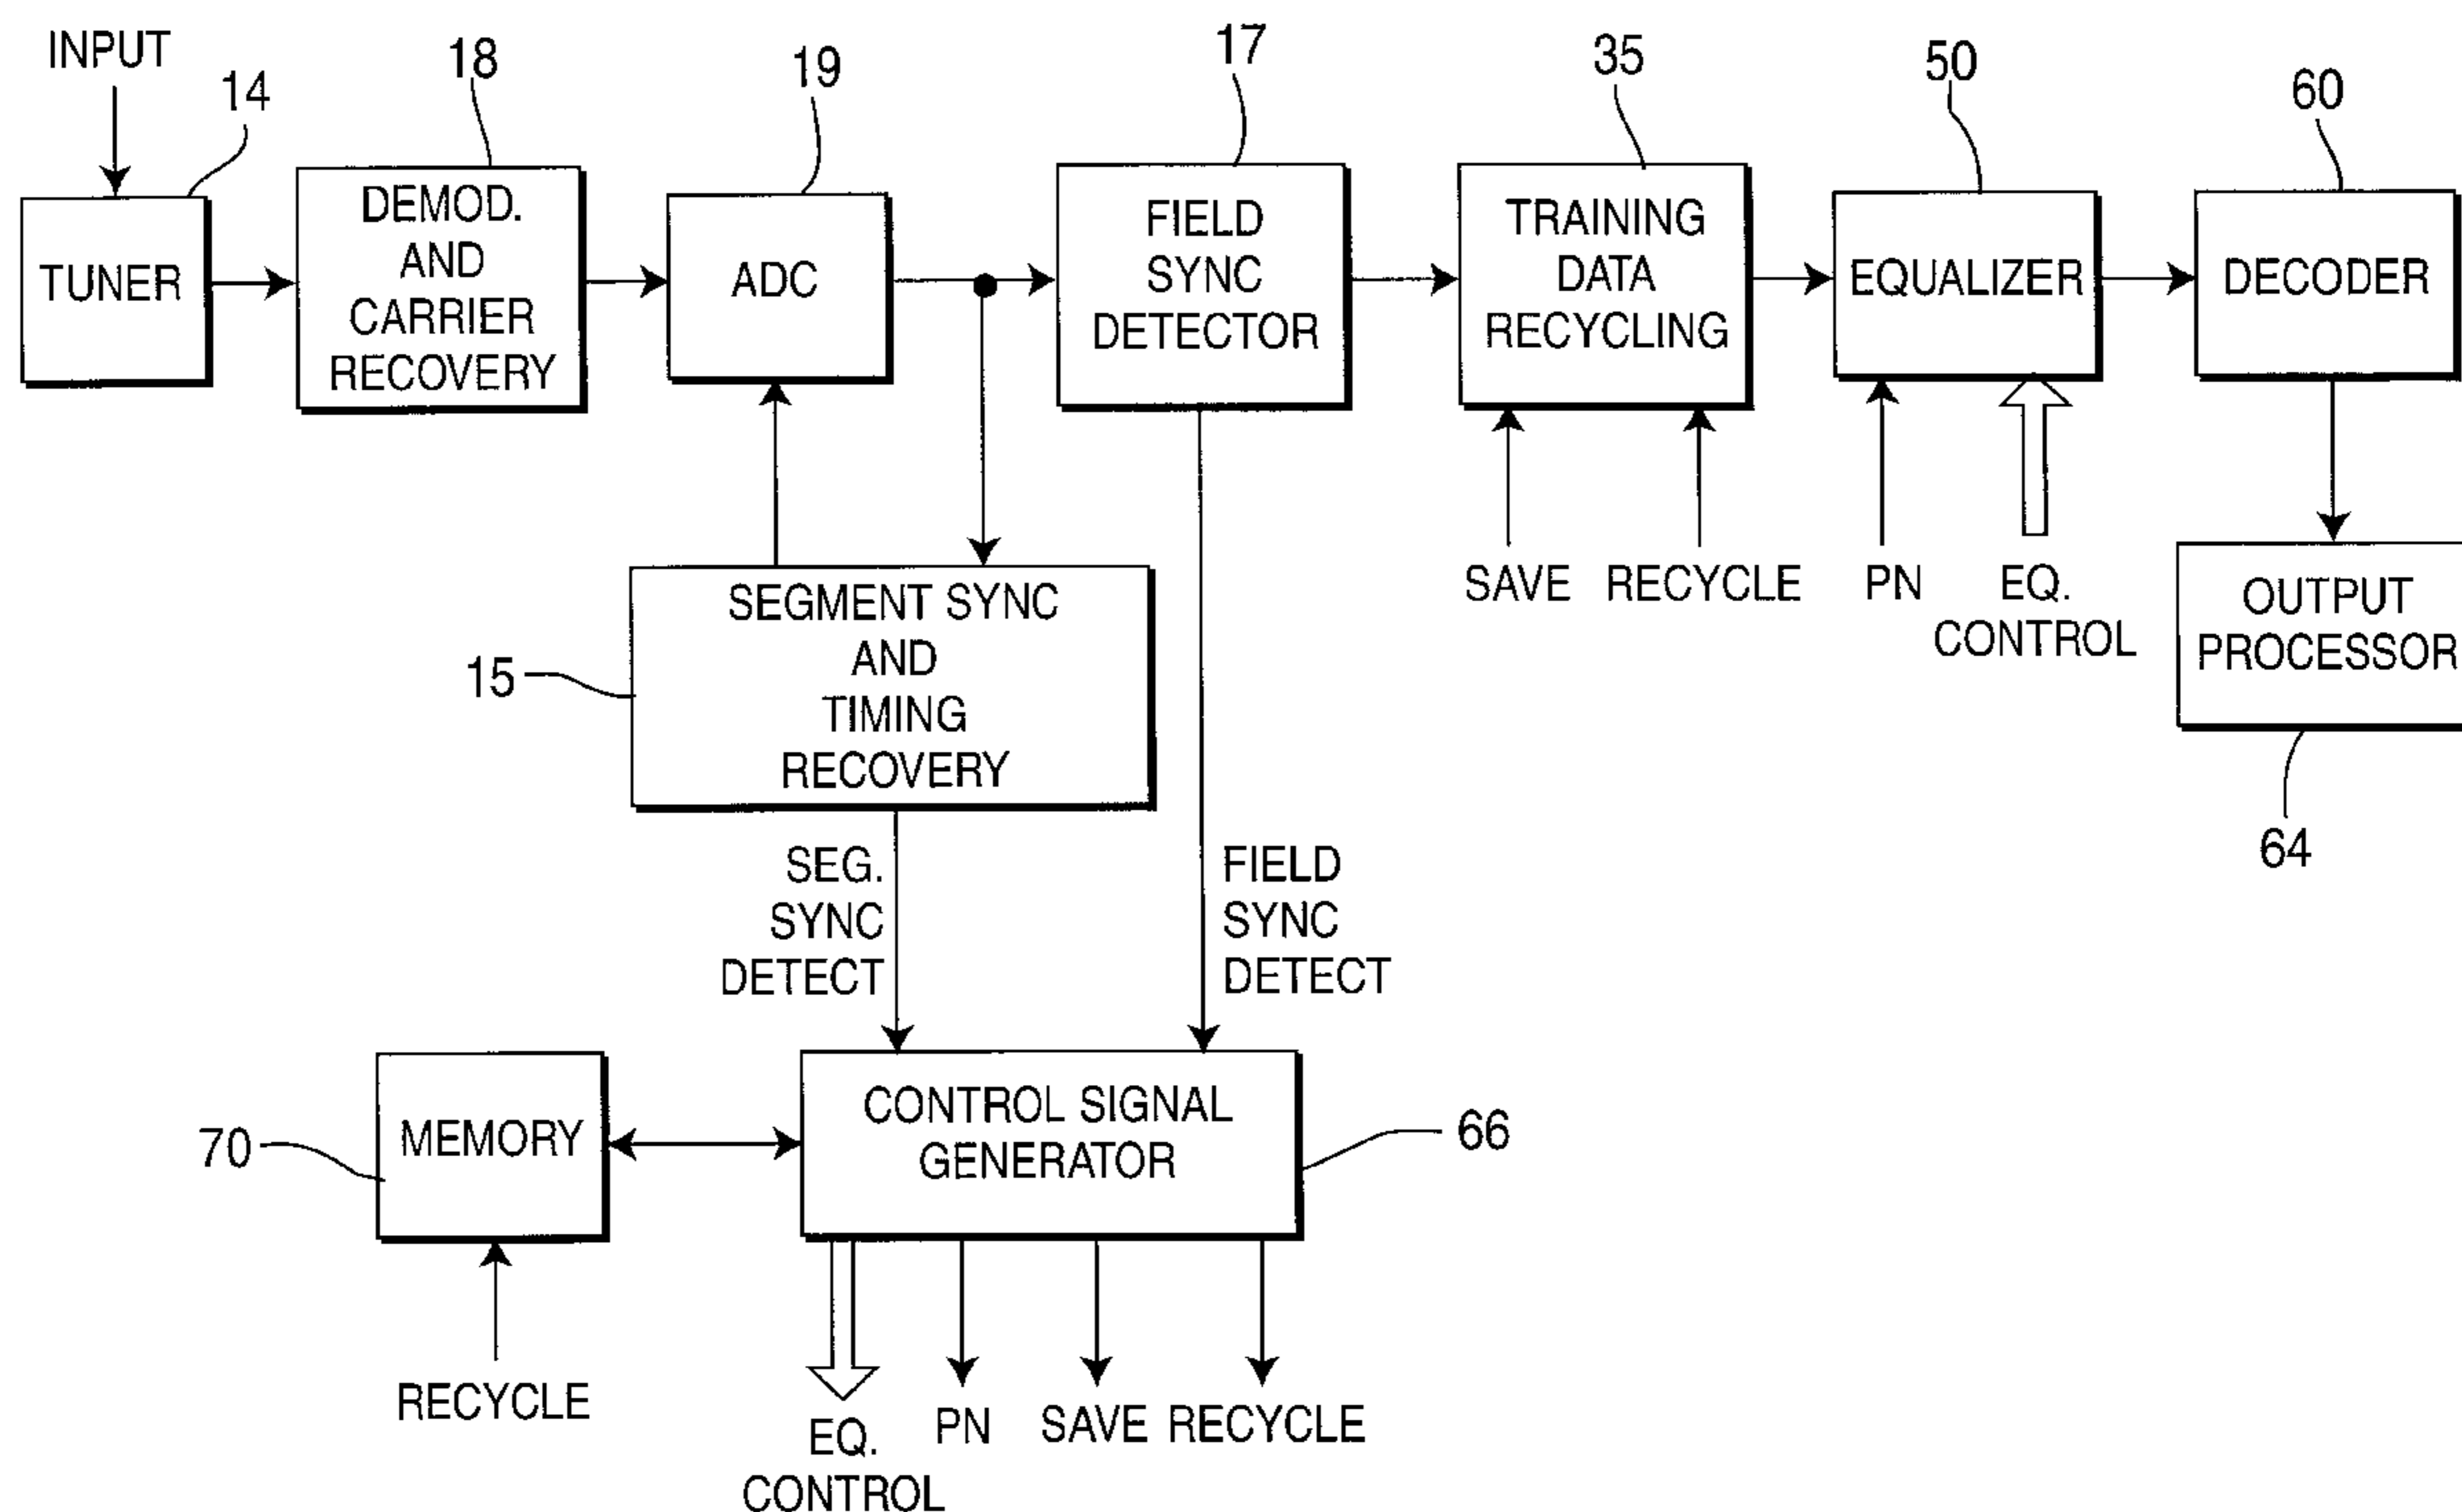 INPUT
14
18
19
17
35
50
60
TUNER
DEMOD.
AND
CARRIER
RECOVERY
ADC
FIELD
SYNC
DETECTOR
TRAINING
DATA
RECYCLING
EQUALIZER
DECODER
SAVE
RECYCLE
PN
EQ.
CONTROL
OUTPUT
PROCESSOR
64
15
SEGMENT SYNC
AND
TIMING
RECOVERY
SEG.
SYNC
DETECT
FIELD
SYNC
DETECT
70
MEMORY
CONTROL SIGNAL
GENERATOR
66
RECYCLE
EQ.
CONTROL
PN
SAVE
RECYCLE